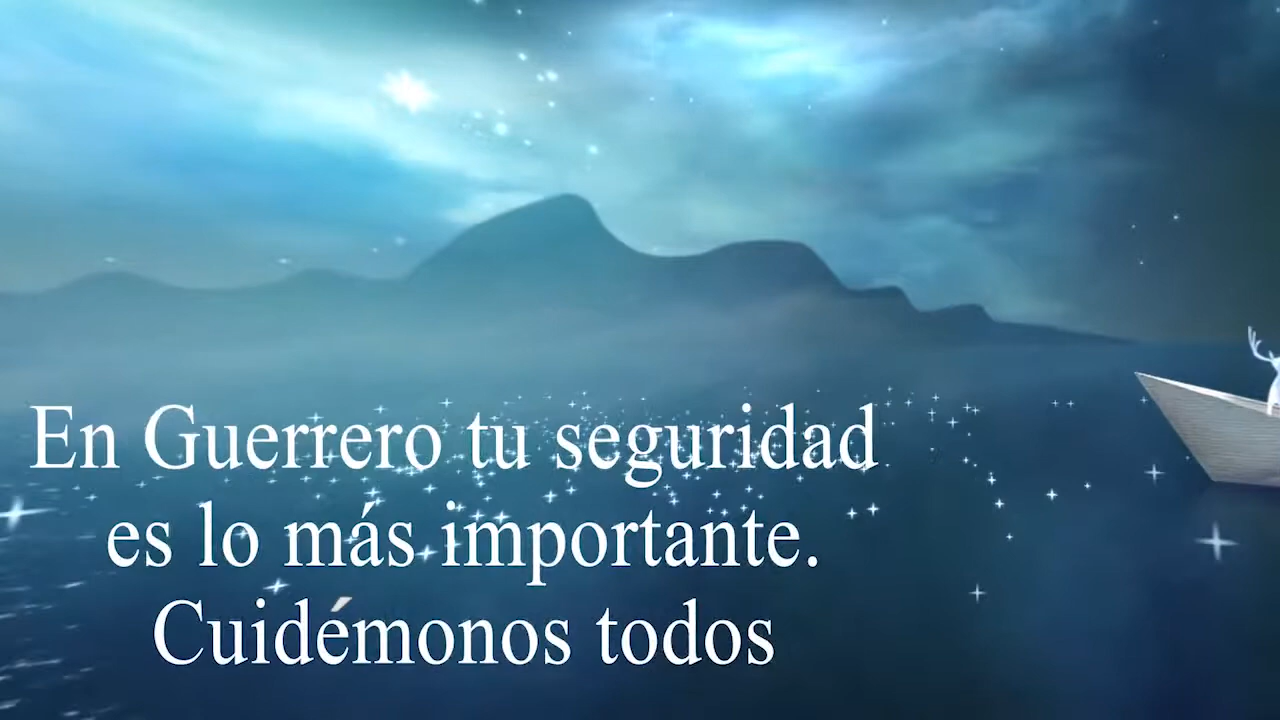 En Guerrero tu seguridad
es lo más importante.
Cuidémonos todos